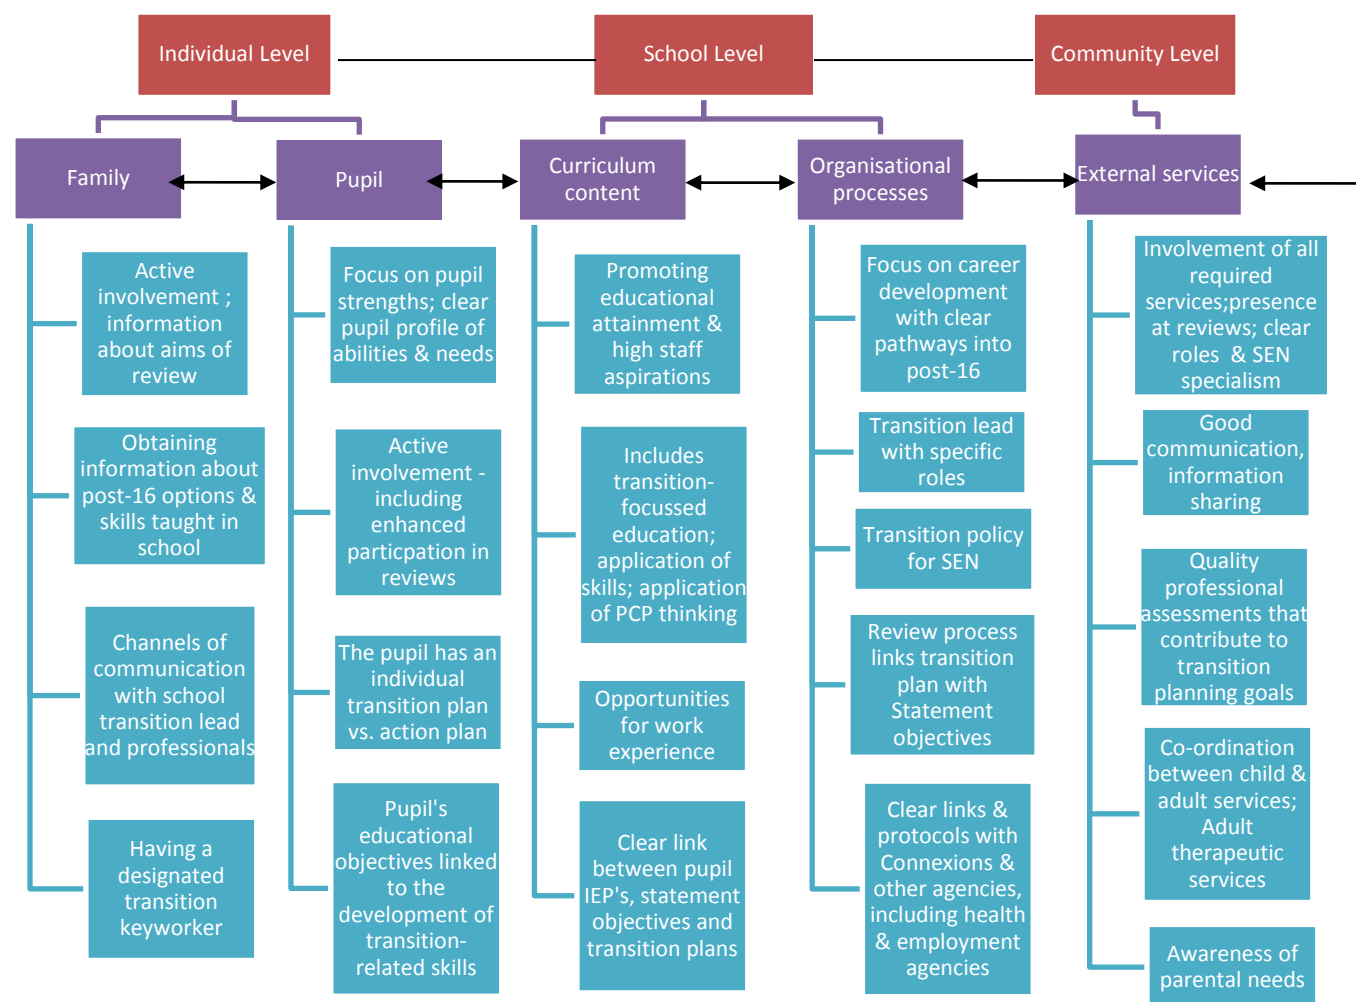 Individual Level
School Level
Community Level
Family
Pupil
Curriculum
content
Organisational
processes
External services
Active
involvement ;
information
about aims of
review
Obtaining
information about
post-16 options &
skills taught in
school
Channels of
communication
with school
transition lead
and professionals
Having a
designated
transition
keyworker
Focus on pupil
strengths; clear
pupil profile of
abilities & needs
Active
involvement -
including
enhanced
particpation in
reviews
The pupil has an
individual
transition plan
vs. action plan
Pupil's
educational
objectives linked
to the
development of
transition-
related skills
Promoting
educational
attainment &
high staff
aspirations
Includes
transition-
focussed
education;
application of
skills; application
of PCP thinking
Opportunities
for work
experience
Clear link
between pupil
IEP's, statement
objectives and
transition plans
Focus on career
development
with clear
pathways into
post-16
Transition lead
with specific
roles
Transition policy
for SEN
Review process
links transition
plan with
Statement
objectives
Clear links &
protocols with
Connexions &
other agencies,
including health
& employment
agencies
Involvement of all
required
services;presence
at reviews; clear
roles & SEN
specialism
Good
communication,
information
sharing
Quality
professional
assessments that
contribute to
transition
planning goals
Co-ordination
between child &
adult services;
Adult
therapeutic
services
Awareness of
parental needs